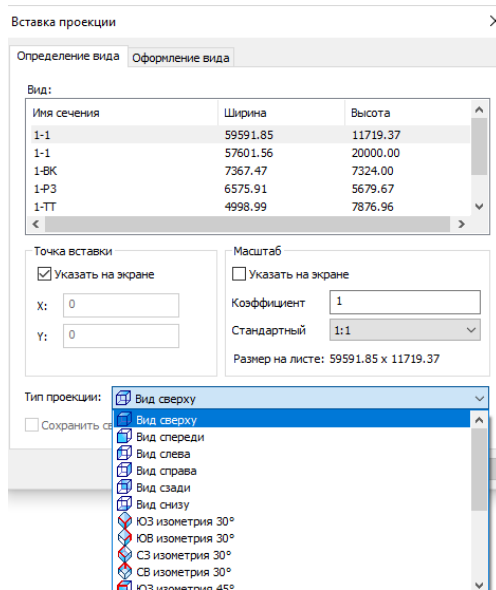 Вставка проекции
Определение вида Оформление вида
Вид:
Имя сечения Ширина Высота
1-1 59591.85 11719.37
1-1 57601.56 20000.00
1-ВК 7367.47 7324.00
1-РЗ 6575.91 5679.67
1-ТТ 4998.99 7876.96
Точка вставки
Указать на экране
X: 0
Y: 0
Масштаб
Указать на экране
Коэффициент 1
Стандартный 1:1
Размер на листе: 59591.85 x 11719.37
Тип проекции: Вид сверху
Сохранить
Вид сверху
Вид спереди
Вид слева
Вид справа
Вид сзади
Вид снизу
ЮЗ изометрия 30°
ЮВ изометрия 30°
СЗ изометрия 30°
СВ изометрия 30°
ЮЗ изометрия 45°